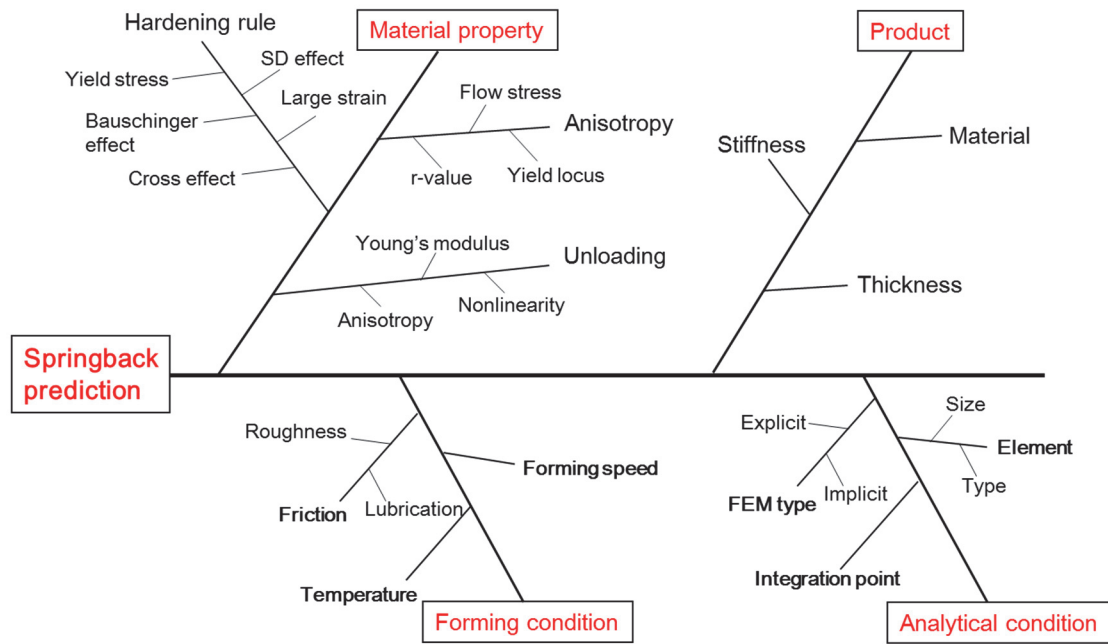 Hardening rule
Material property
Product
SD effect
Yield stress
Large strain
Flow stress
Bauschinger
effect
Anisotropy
Material
Stiffness
Cross effect
r-value
Yield locus
Young's modulus
Unloading
Nonlinearity
Anisotropy
Thickness
Springback
prediction
Size
Explicit
Roughness
Element
Forming speed
Type
Implicit
FEM type
Lubrication
Friction
Integration point
Temperature
Forming condition
Analytical condition